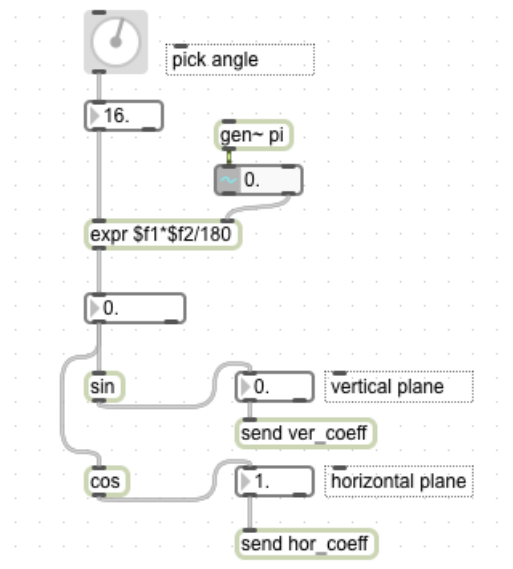 pick angle
16.
gen~ pi
~ 0.
expr $f1*$f2/180
0.
sin
0.
vertical plane
send ver_coeff
cos
1.
horizontal plane
send hor_coeff